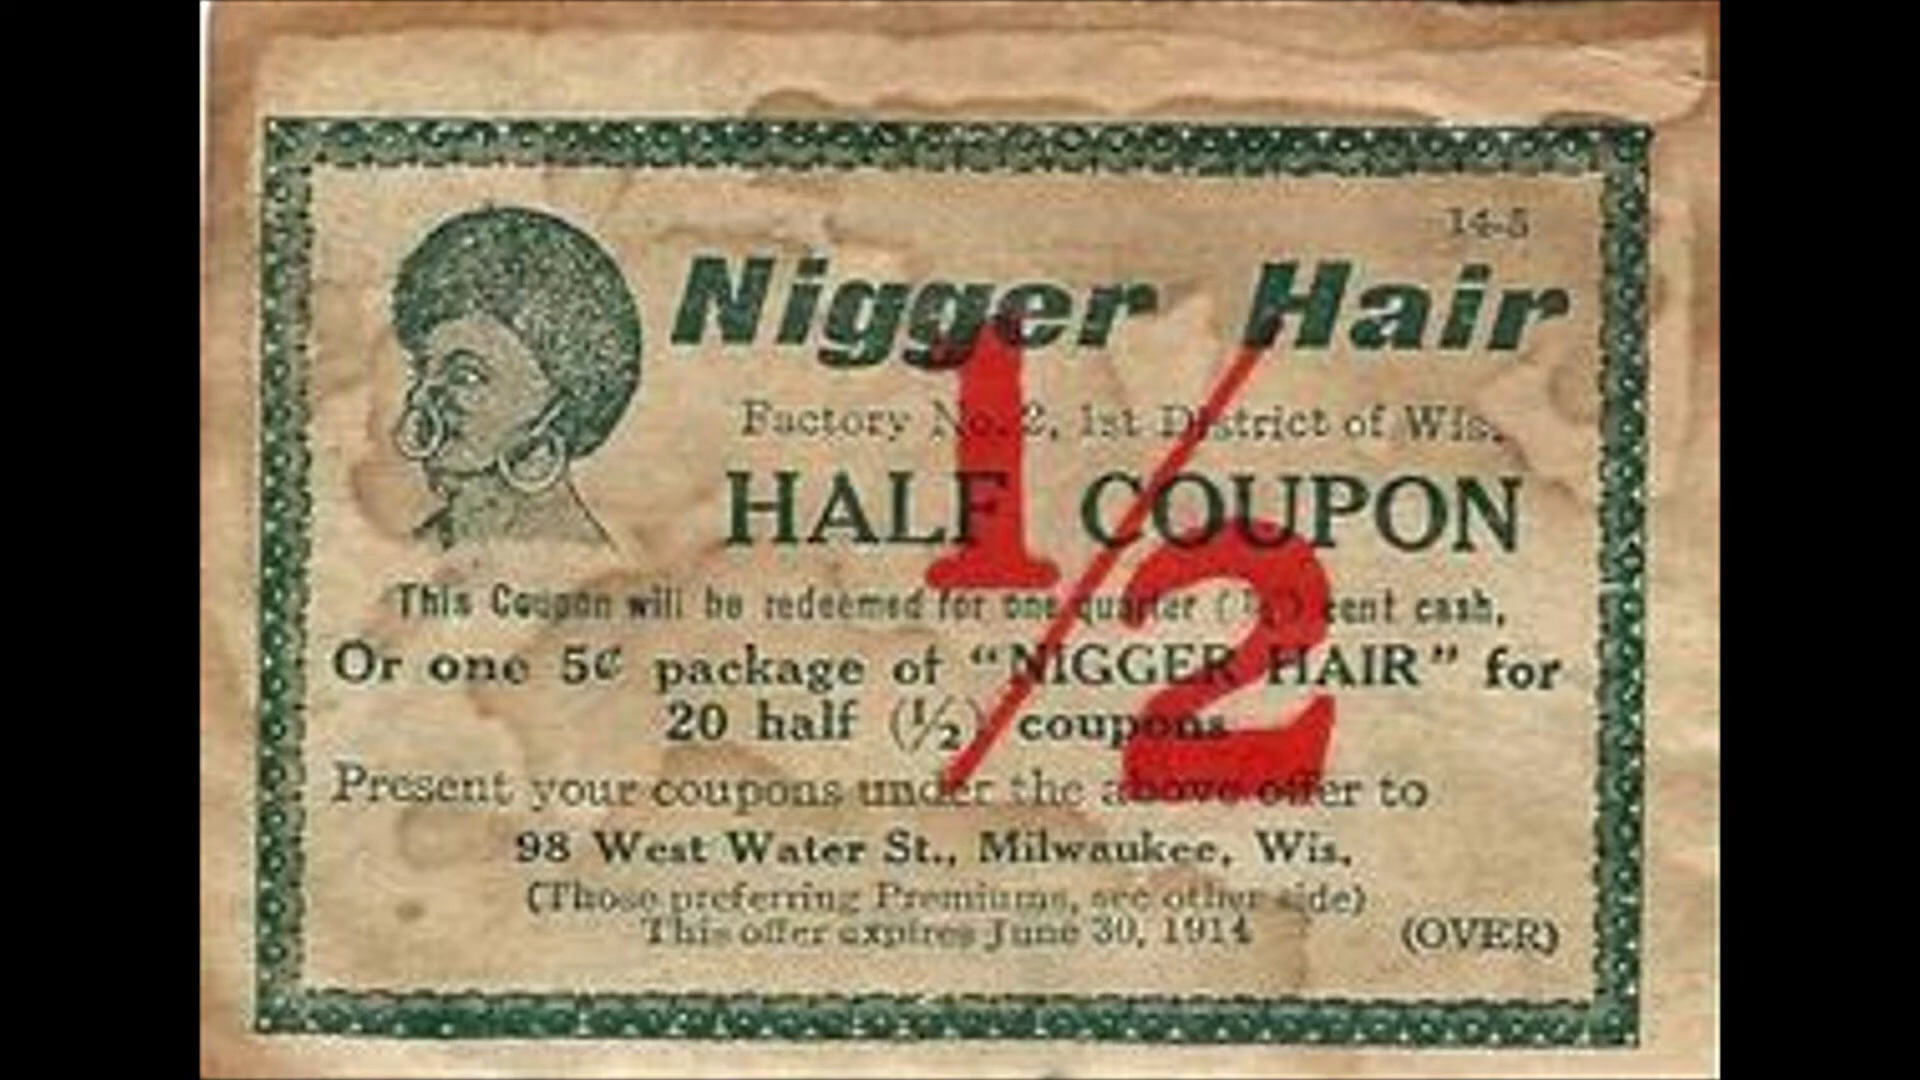 14-5
Nigger Hair
Factory No. 2, 1st District of Wis.
HALF COUPON
1/2
This Coupon will be redeemed for one quarter (¼) cent cash,
Or one 5¢ package of “NIGGER HAIR” for
20 half (½) coupons
Present your coupons under the above offer to
98 West Water St., Milwaukee, Wis.
(Those preferring Premiums, see other side)
This offer expires June 30, 1914
(OVER)